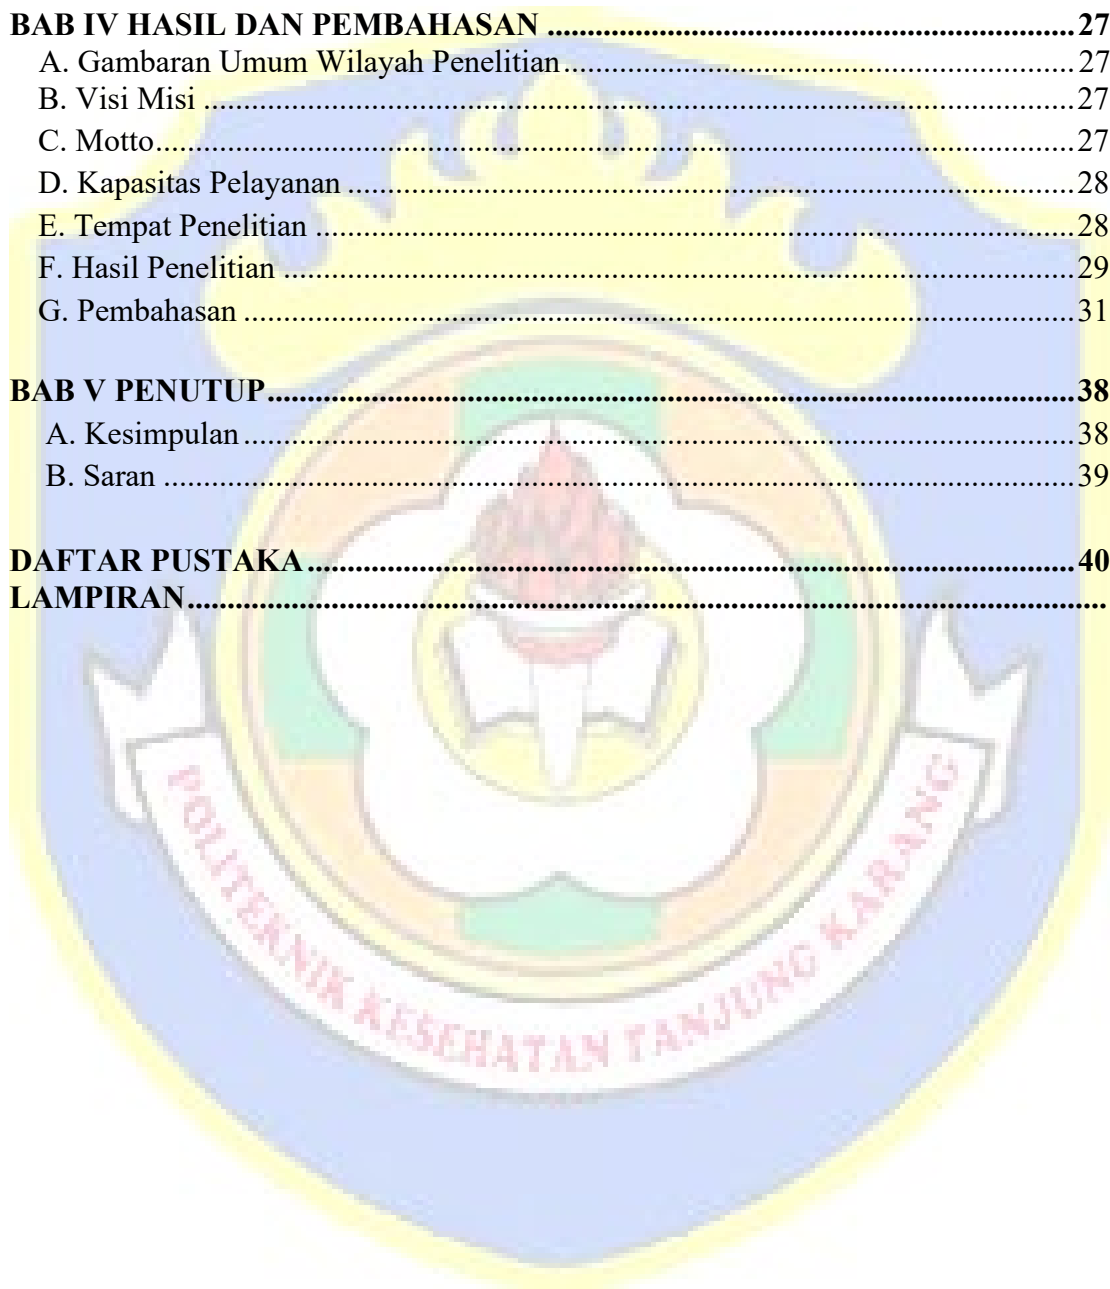 BAB IV HASIL DAN PEMBAHASAN ................................................................... 27
A. Gambaran Umum Wilayah Penelitian ................................................................. 27
B. Visi Misi ................................................................................................................ 27
C. Motto...................................................................................................................... 27
D. Kapasitas Pelayanan ............................................................................................. 28
E. Tempat Penelitian ................................................................................................. 28
F. Hasil Penelitian ..................................................................................................... 29
G. Pembahasan .......................................................................................................... 31
BAB V PENUTUP....................................................................................................... 38
A. Kesimpulan ........................................................................................................... 38
B. Saran ..................................................................................................................... 39
DAFTAR PUSTAKA .................................................................................................. 40
LAMPIRAN.....................................................................................................................
POLITEKNIK KESEHATAN TANJUNG KARANG